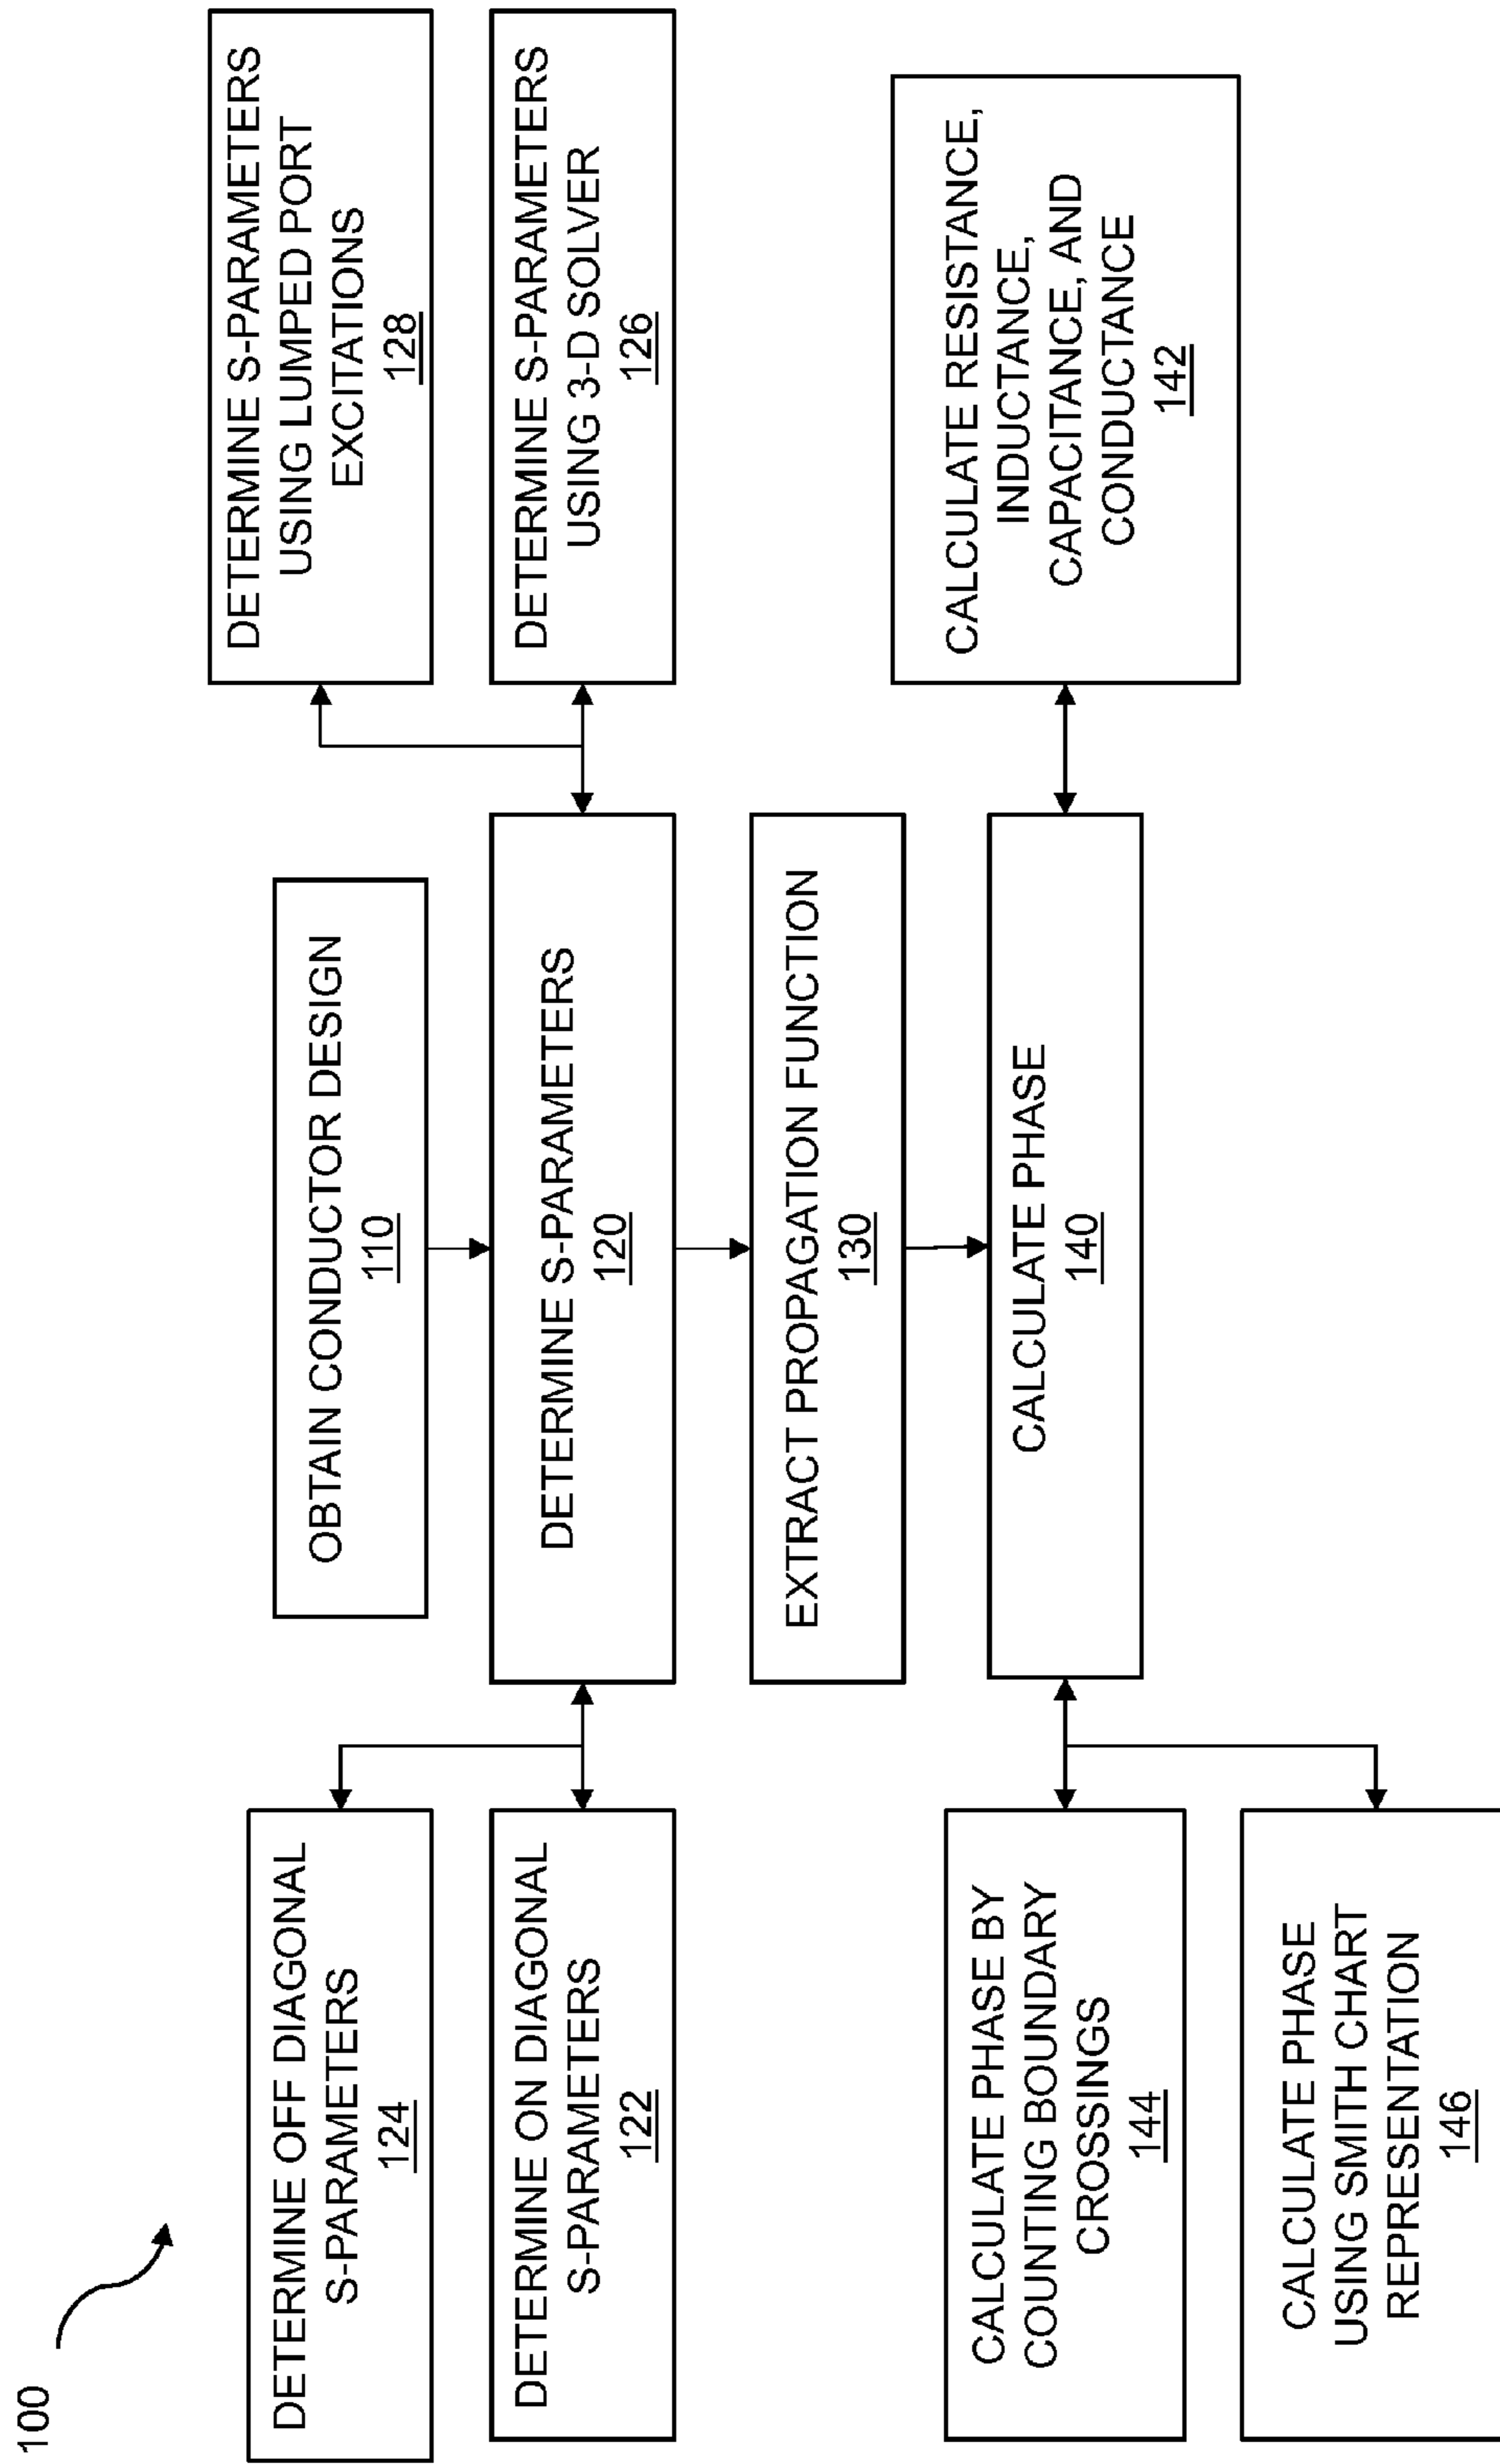 100
DETERMINE OFF DIAGONAL
S-PARAMETERS
124
DETERMINE ON DIAGONAL
S-PARAMETERS
122
OBTAIN CONDUCTOR DESIGN
110
DETERMINE S-PARAMETERS
120
DETERMINE S-PARAMETERS
USING LUMPED PORT
EXCITATIONS
128
DETERMINE S-PARAMETERS
USING 3-D SOLVER
126
EXTRACT PROPAGATION FUNCTION
130
CALCULATE PHASE BY
COUNTING BOUNDARY
CROSSINGS
144
CALCULATE PHASE
140
CALCULATE RESISTANCE,
INDUCTANCE,
CAPACITANCE, AND
CONDUCTANCE
142
CALCULATE PHASE
USING SMITH CHART
REPRESENTATION
146